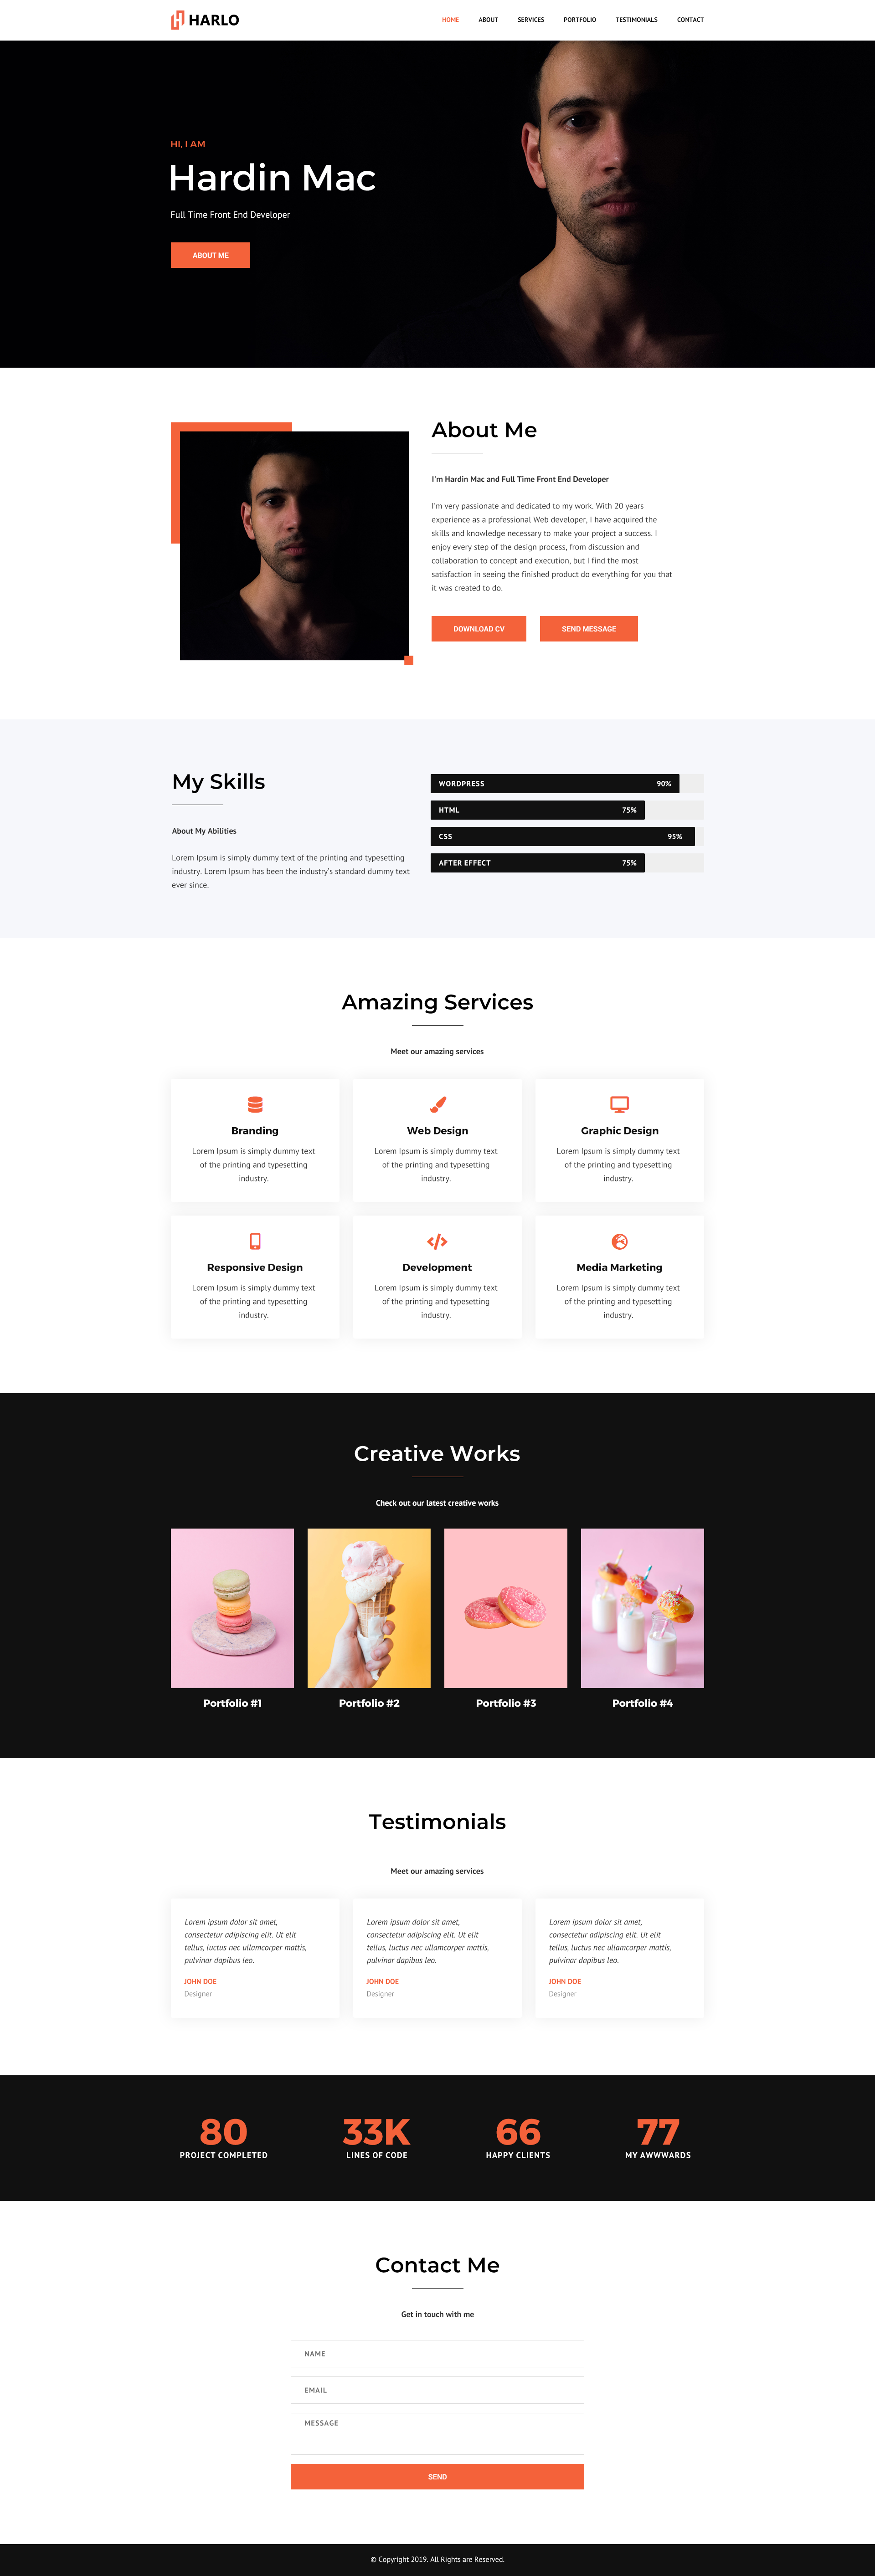 HARLO
HOME ABOUT SERVICES PORTFOLIO TESTIMONIALS CONTACT
HI, I AM
Hardin Mac
Full Time Front End Developer
ABOUT ME
About Me
I'm Hardin Mac and Full Time Front End Developer
I'm very passionate and dedicated to my work. With 20 years
experience as a professional Web developer, I have acquired the
skills and knowledge necessary to make your project a success. I
enjoy every step of the design process, from discussion and
collaboration to concept and execution, but I find the most
satisfaction in seeing the finished product do everything for you that
it was created to do.
DOWNLOAD CV SEND MESSAGE
My Skills
About My Abilities
Lorem Ipsum is simply dummy text of the printing and typesetting
industry. Lorem Ipsum has been the industry's standard dummy text
ever since.
WORDPRESS 90%
HTML 75%
CSS 95%
AFTER EFFECT 75%
Amazing Services
Meet our amazing services
Branding
Lorem Ipsum is simply dummy text
of the printing and typesetting
industry.
Web Design
Lorem Ipsum is simply dummy text
of the printing and typesetting
industry.
Graphic Design
Lorem Ipsum is simply dummy text
of the printing and typesetting
industry.
Responsive Design
Lorem Ipsum is simply dummy text
of the printing and typesetting
industry.
Development
Lorem Ipsum is simply dummy text
of the printing and typesetting
industry.
Media Marketing
Lorem Ipsum is simply dummy text
of the printing and typesetting
industry.
Creative Works
Check out our latest creative works
Portfolio #1
Portfolio #2
Portfolio #3
Portfolio #4
Testimonials
Meet our amazing services
Lorem ipsum dolor sit amet,
consectetur adipiscing elit. Ut elit
tellus, luctus nec ullamcorper mattis,
pulvinar dapibus leo.
JOHN DOE
Designer
Lorem ipsum dolor sit amet,
consectetur adipiscing elit. Ut elit
tellus, luctus nec ullamcorper mattis,
pulvinar dapibus leo.
JOHN DOE
Designer
Lorem ipsum dolor sit amet,
consectetur adipiscing elit. Ut elit
tellus, luctus nec ullamcorper mattis,
pulvinar dapibus leo.
JOHN DOE
Designer
80
PROJECT COMPLETED
33K
LINES OF CODE
66
HAPPY CLIENTS
77
MY AWWWARDS
Contact Me
Get in touch with me
NAME
EMAIL
MESSAGE
SEND
© Copyright 2019. All Rights are Reserved.